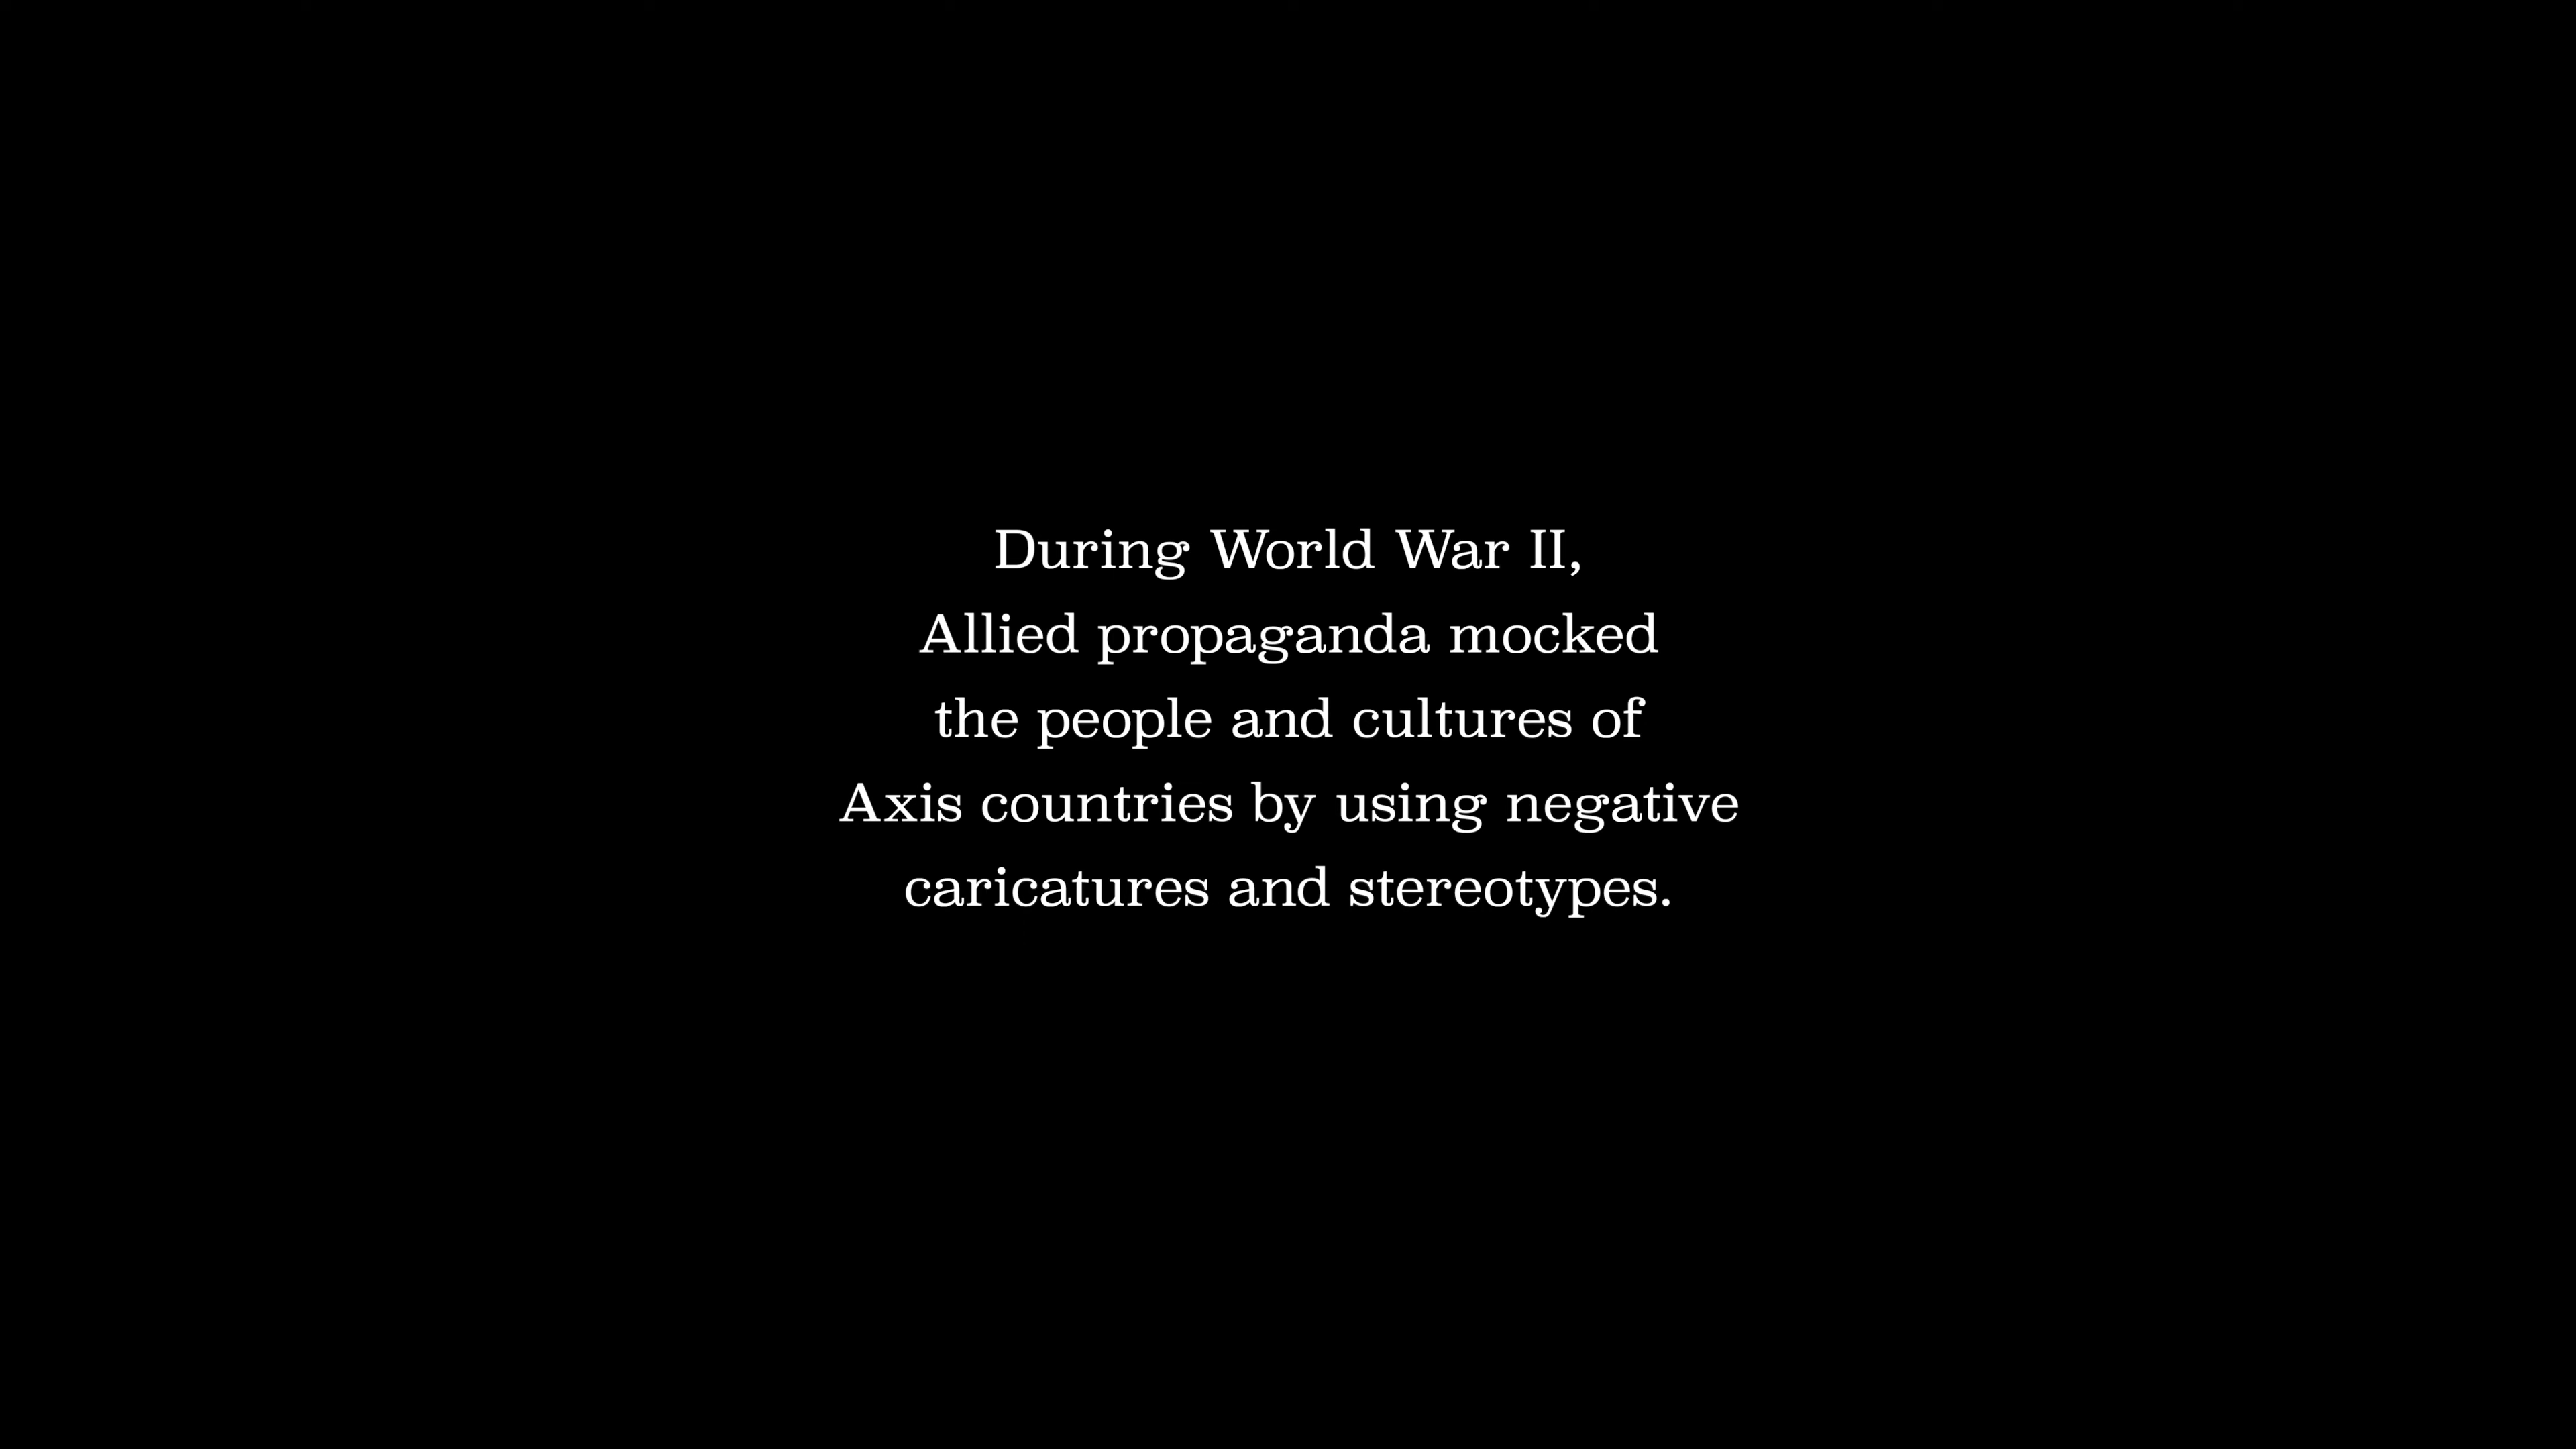 During World War II,
Allied propaganda mocked
the people and cultures of
Axis countries by using negative
caricatures and stereotypes.